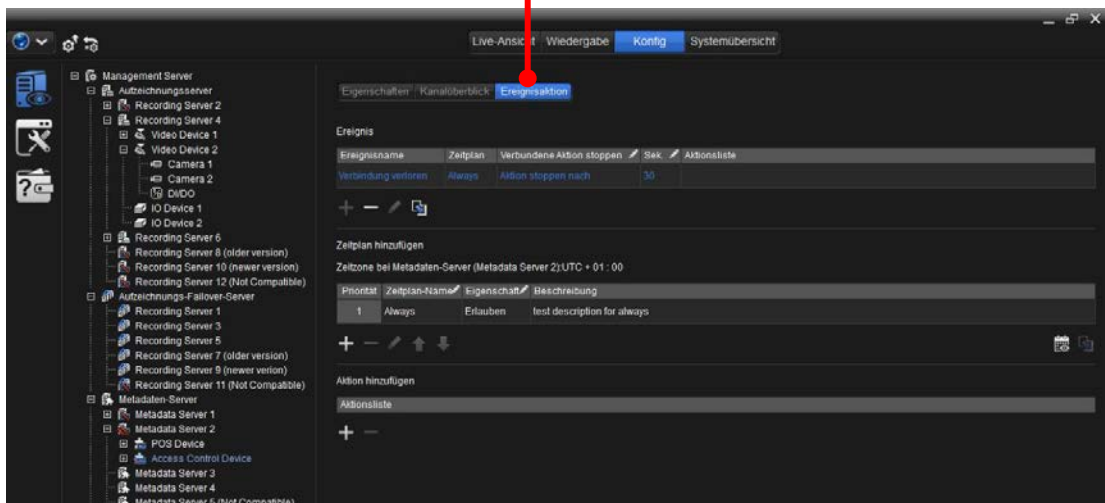 Live-Ansicht Wiedergabe Konfig Systemübersicht
Management Server
Aufzeichnungsserver
Recording Server 2
Recording Server 4
Video Device 1
Video Device 2
Camera 1
Camera 2
DI/DO
IO Device 1
IO Device 2
Recording Server 6
Recording Server 8 (older version)
Recording Server 10 (newer version)
Recording Server 12 (Not Compatible)
Aufzeichnungs-Failover-Server
Recording Server 1
Recording Server 3
Recording Server 5
Recording Server 7 (older version)
Recording Server 9 (newer verion)
Recording Server 11 (Not Compatible)
Metadaten-Server
Metadata Server 1
Metadata Server 2
POS Device
Access Control Device
Metadata Server 3
Metadata Server 4
Metadata Server 5 (Not Compatible)
Eigenschaften Kanalöberblick Ereignisaktion
Ereignis
Ereignisname Zeitplan Verbundene Aktion stoppen Sek. Aktionsliste
Verbindung verloren Always Aktion stoppen nach 30
Zeitplan hinzufügen
Zeitzone bei Metadaten-Server (Metadata Server 2):UTC + 01 : 00
Priorität Zeitplan-Name Eigenschaft Beschreibung
1 Always Erlauben test description for always
Aktion hinzufügen
Aktionsliste